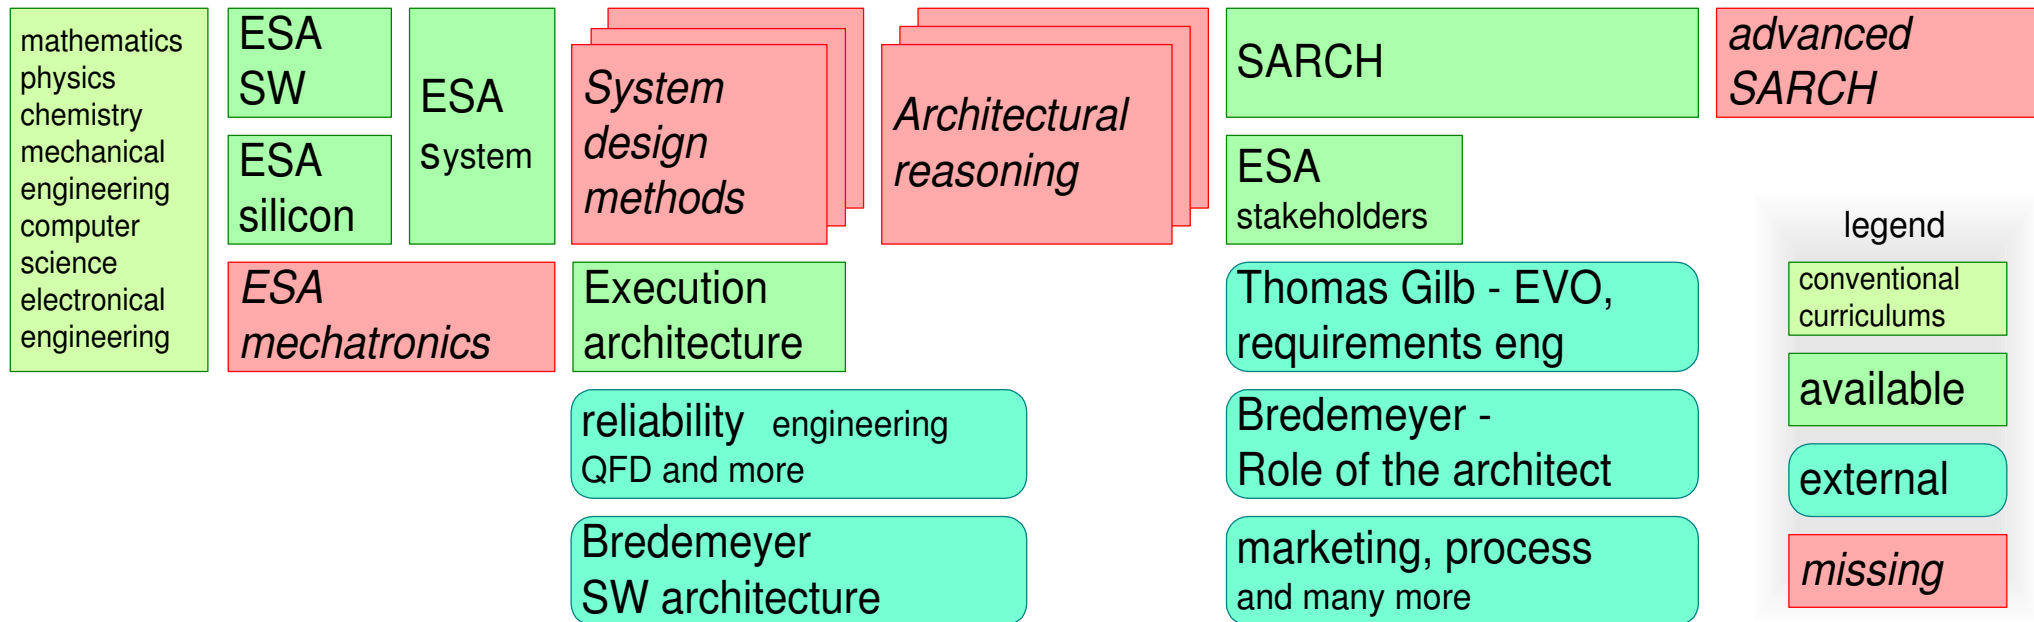 mathematics
physics
chemistry
mechanical
engineering
computer
science
electronical
engineering
ESA
SW
ESA
silicon
ESA
system
ESA
mechatronics
System
design
methods
Architectural
reasoning
Execution
architecture
reliability engineering
QFD and more
Bredemeyer
SW architecture
SARCH
ESA
stakeholders
Thomas Gilb - EVO,
requirements eng
Bredemeyer -
Role of the architect
marketing, process
and many more
advanced
SARCH
legend
conventional
curriculums
available
external
missing